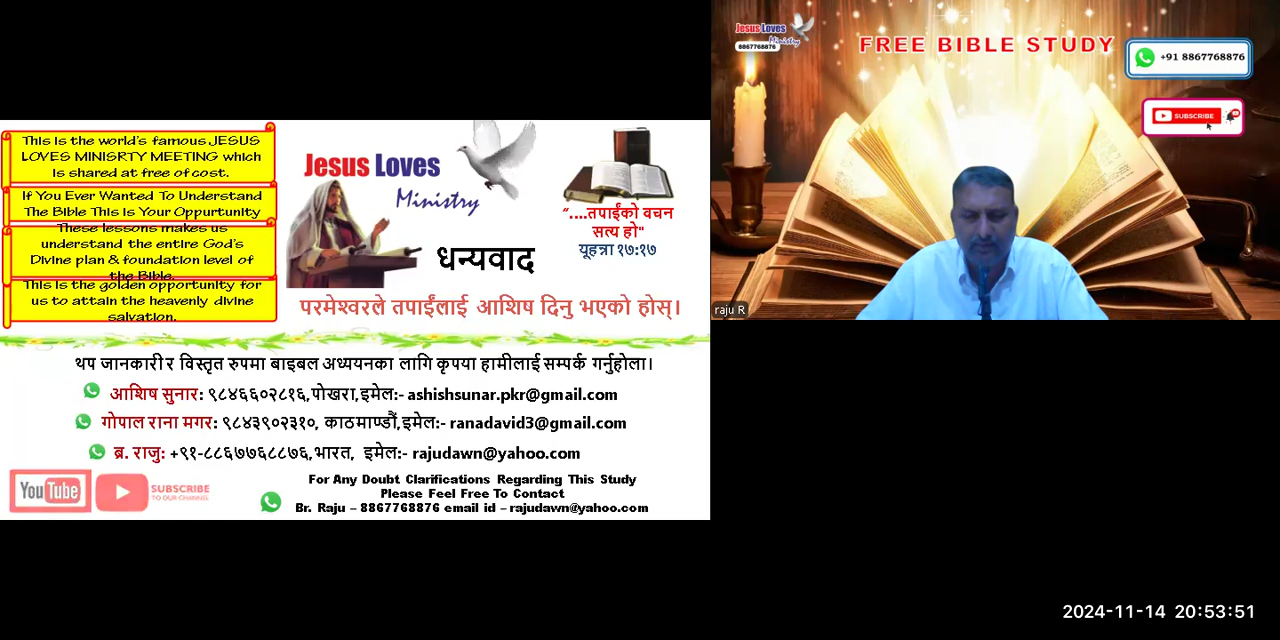 This is the world's famous JESUS
LOVES MINISRTY MEETING which
is shared at free of cost.
If You Ever Wanted To Understand
The Bible This is Your Oppurtunity
These lessons makes us
understand the entire God's
Divine plan & foundation level of
the Bible.
This is the golden opportunity for
us to attain the heavenly divine
salvation.
Jesus Loves
Ministry
धन्यवाद
"....तपाईंको वचन
सत्य हो"
यूहन्ना १७:१७
परमेश्वरले तपाईंलाई आशिष दिनु भएको होस्।
थप जानकारी र विस्तृत रुपमा बाइबल अध्ययनका लागि कृपया हामीलाई सम्पर्क गर्नुहोला।
आशिष सुनार: ९८४६६०२८१६,पोखरा,इमेल:- ashishsunar.pkr@gmail.com
गोपाल राना मगर: ९८४३९०२३१०, काठमाण्डौं,इमेल:- ranadavid3@gmail.com
ब्र. राजु: +९१-८८६७७६८८७६,भारत, इमेल:- rajudawn@yahoo.com
YouTube
SUBSCRIBE
TO OUR CHANNEL
For Any Doubt Clarifications Regarding This Study
Please Feel Free To Contact
Br. Raju – 8867768876 email id – rajudawn@yahoo.com
Jesus Loves
Ministry
8867768876
FREE BIBLE STUDY
+91 8867768876
SUBSCRIBE
raju R
2024-11-14 20:53:51